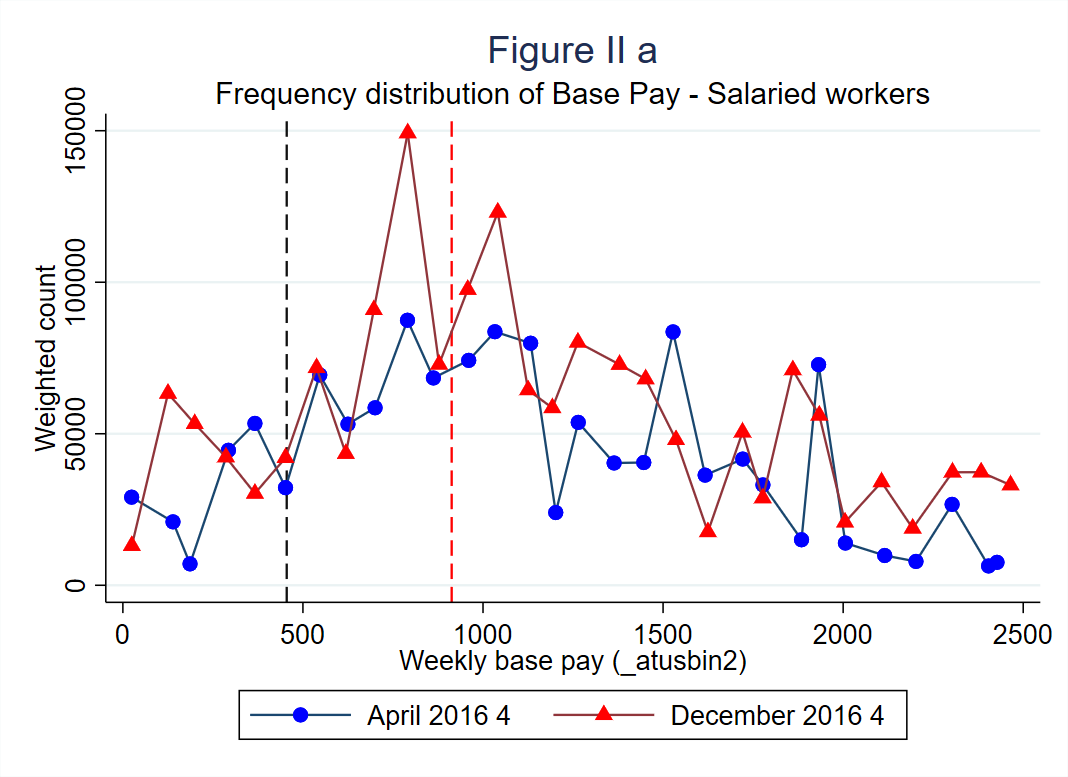 Figure II a
Frequency distribution of Base Pay - Salaried workers
150000
100000
50000
0
Weighted count
0 500 1000 1500 2000 2500
Weekly base pay (_atusbin2)
April 2016 4 December 2016 4